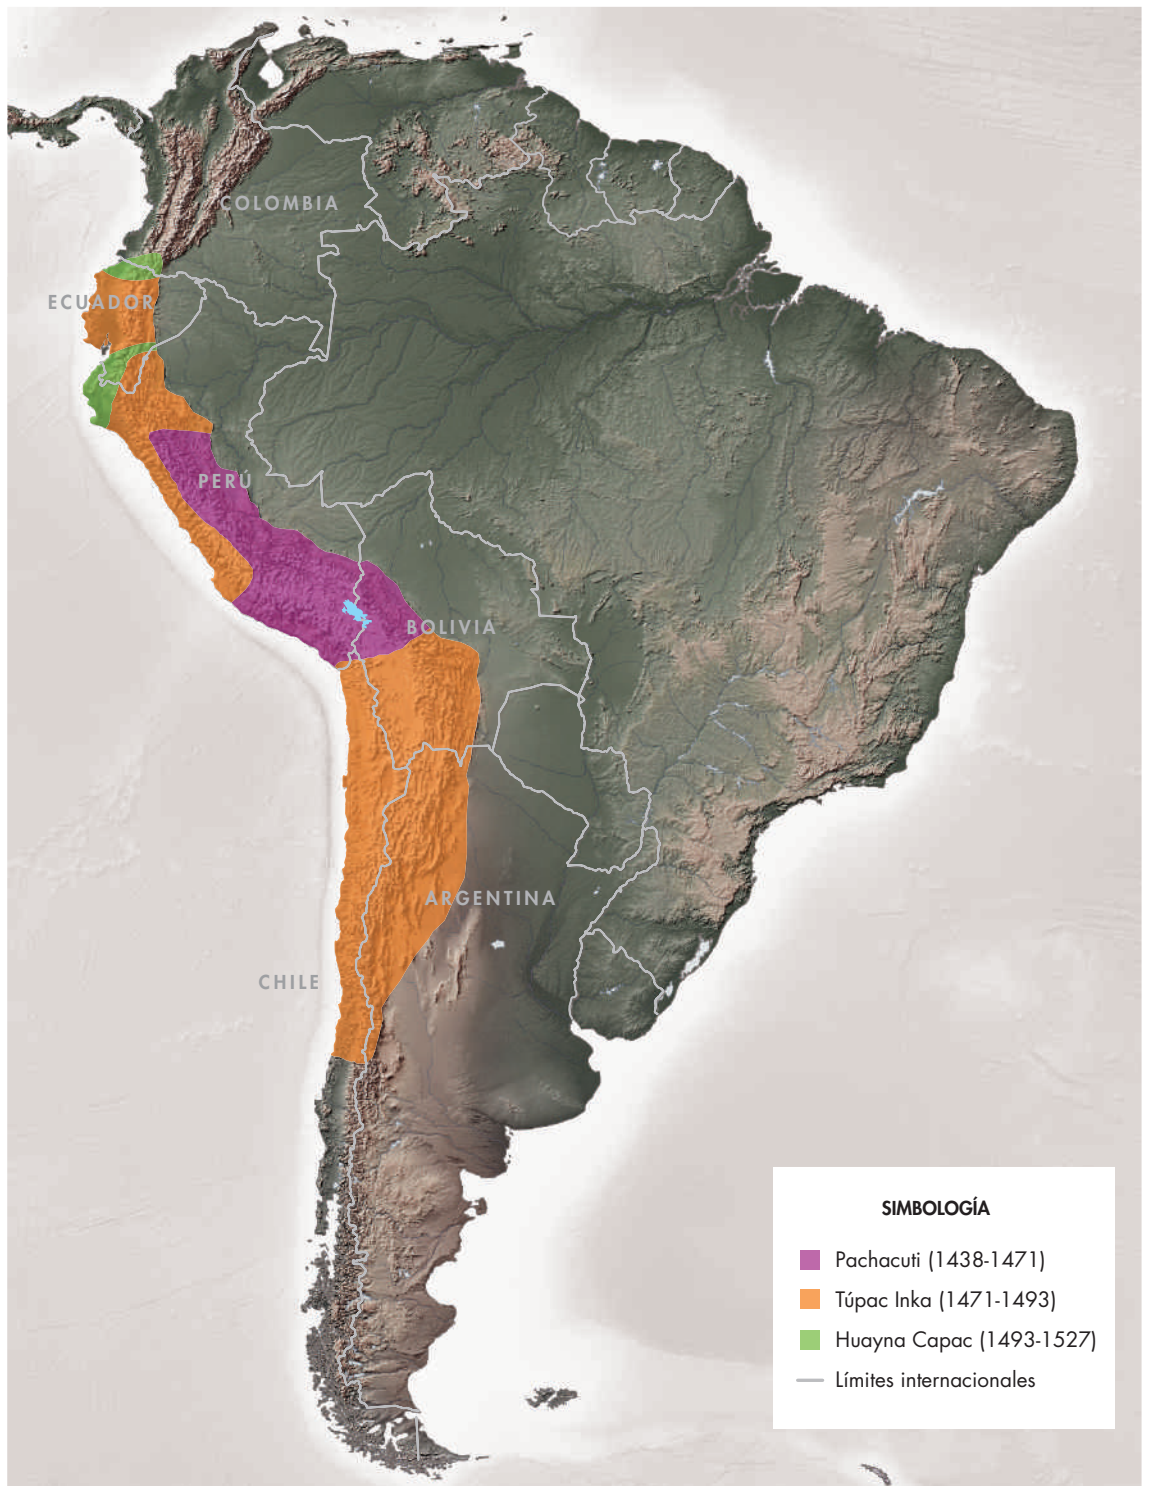 COLOMBIA
ECUADOR
PERÚ
BOLIVIA
ARGENTINA
CHILE
SIMBOLOGÍA
Pachacuti (1438-1471)
Túpac Inka (1471-1493)
Huayna Capac (1493-1527)
Límites internacionales